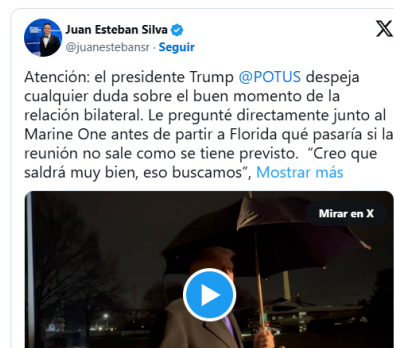 Juan Esteban Silva
@juanestebansr · Seguir
Atención: el presidente Trump @POTUS despeja
cualquier duda sobre el buen momento de la
relación bilateral. Le pregunté directamente junto al
Marine One antes de partir a Florida qué pasaría si la
reunión no sale como se tiene previsto.  “Creo que
saldrá muy bien, eso buscamos”, Mostrar más
Mirar en X